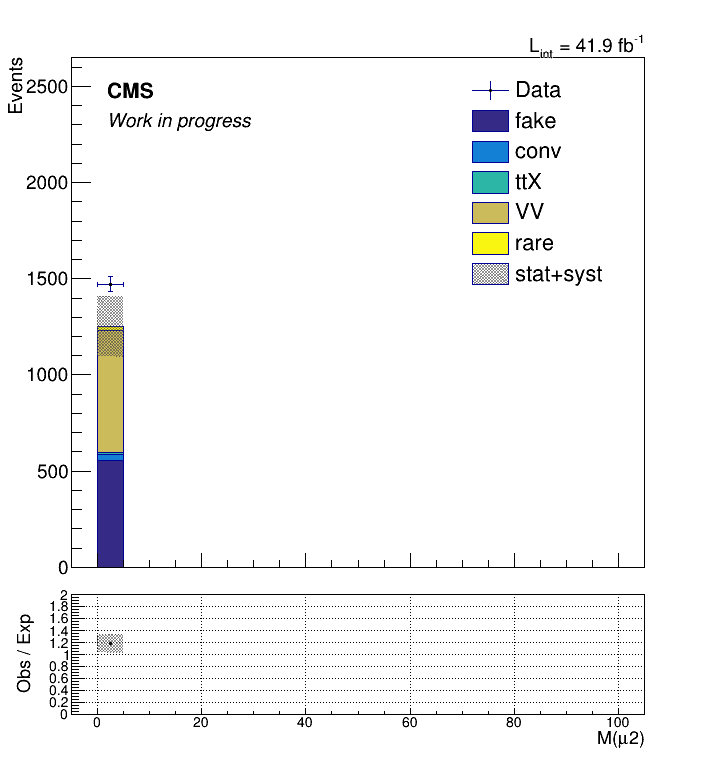 L_int = 41.9 fb^-1
Events
CMS
Work in progress
Data
fake
conv
ttX
VV
rare
stat+syst
2500
2000
1500
1000
500
0
Obs / Exp
2
1.8
1.6
1.4
1.2
1
0.8
0.6
0.4
0.2
0
0 20 40 60 80 100
M(μ2)